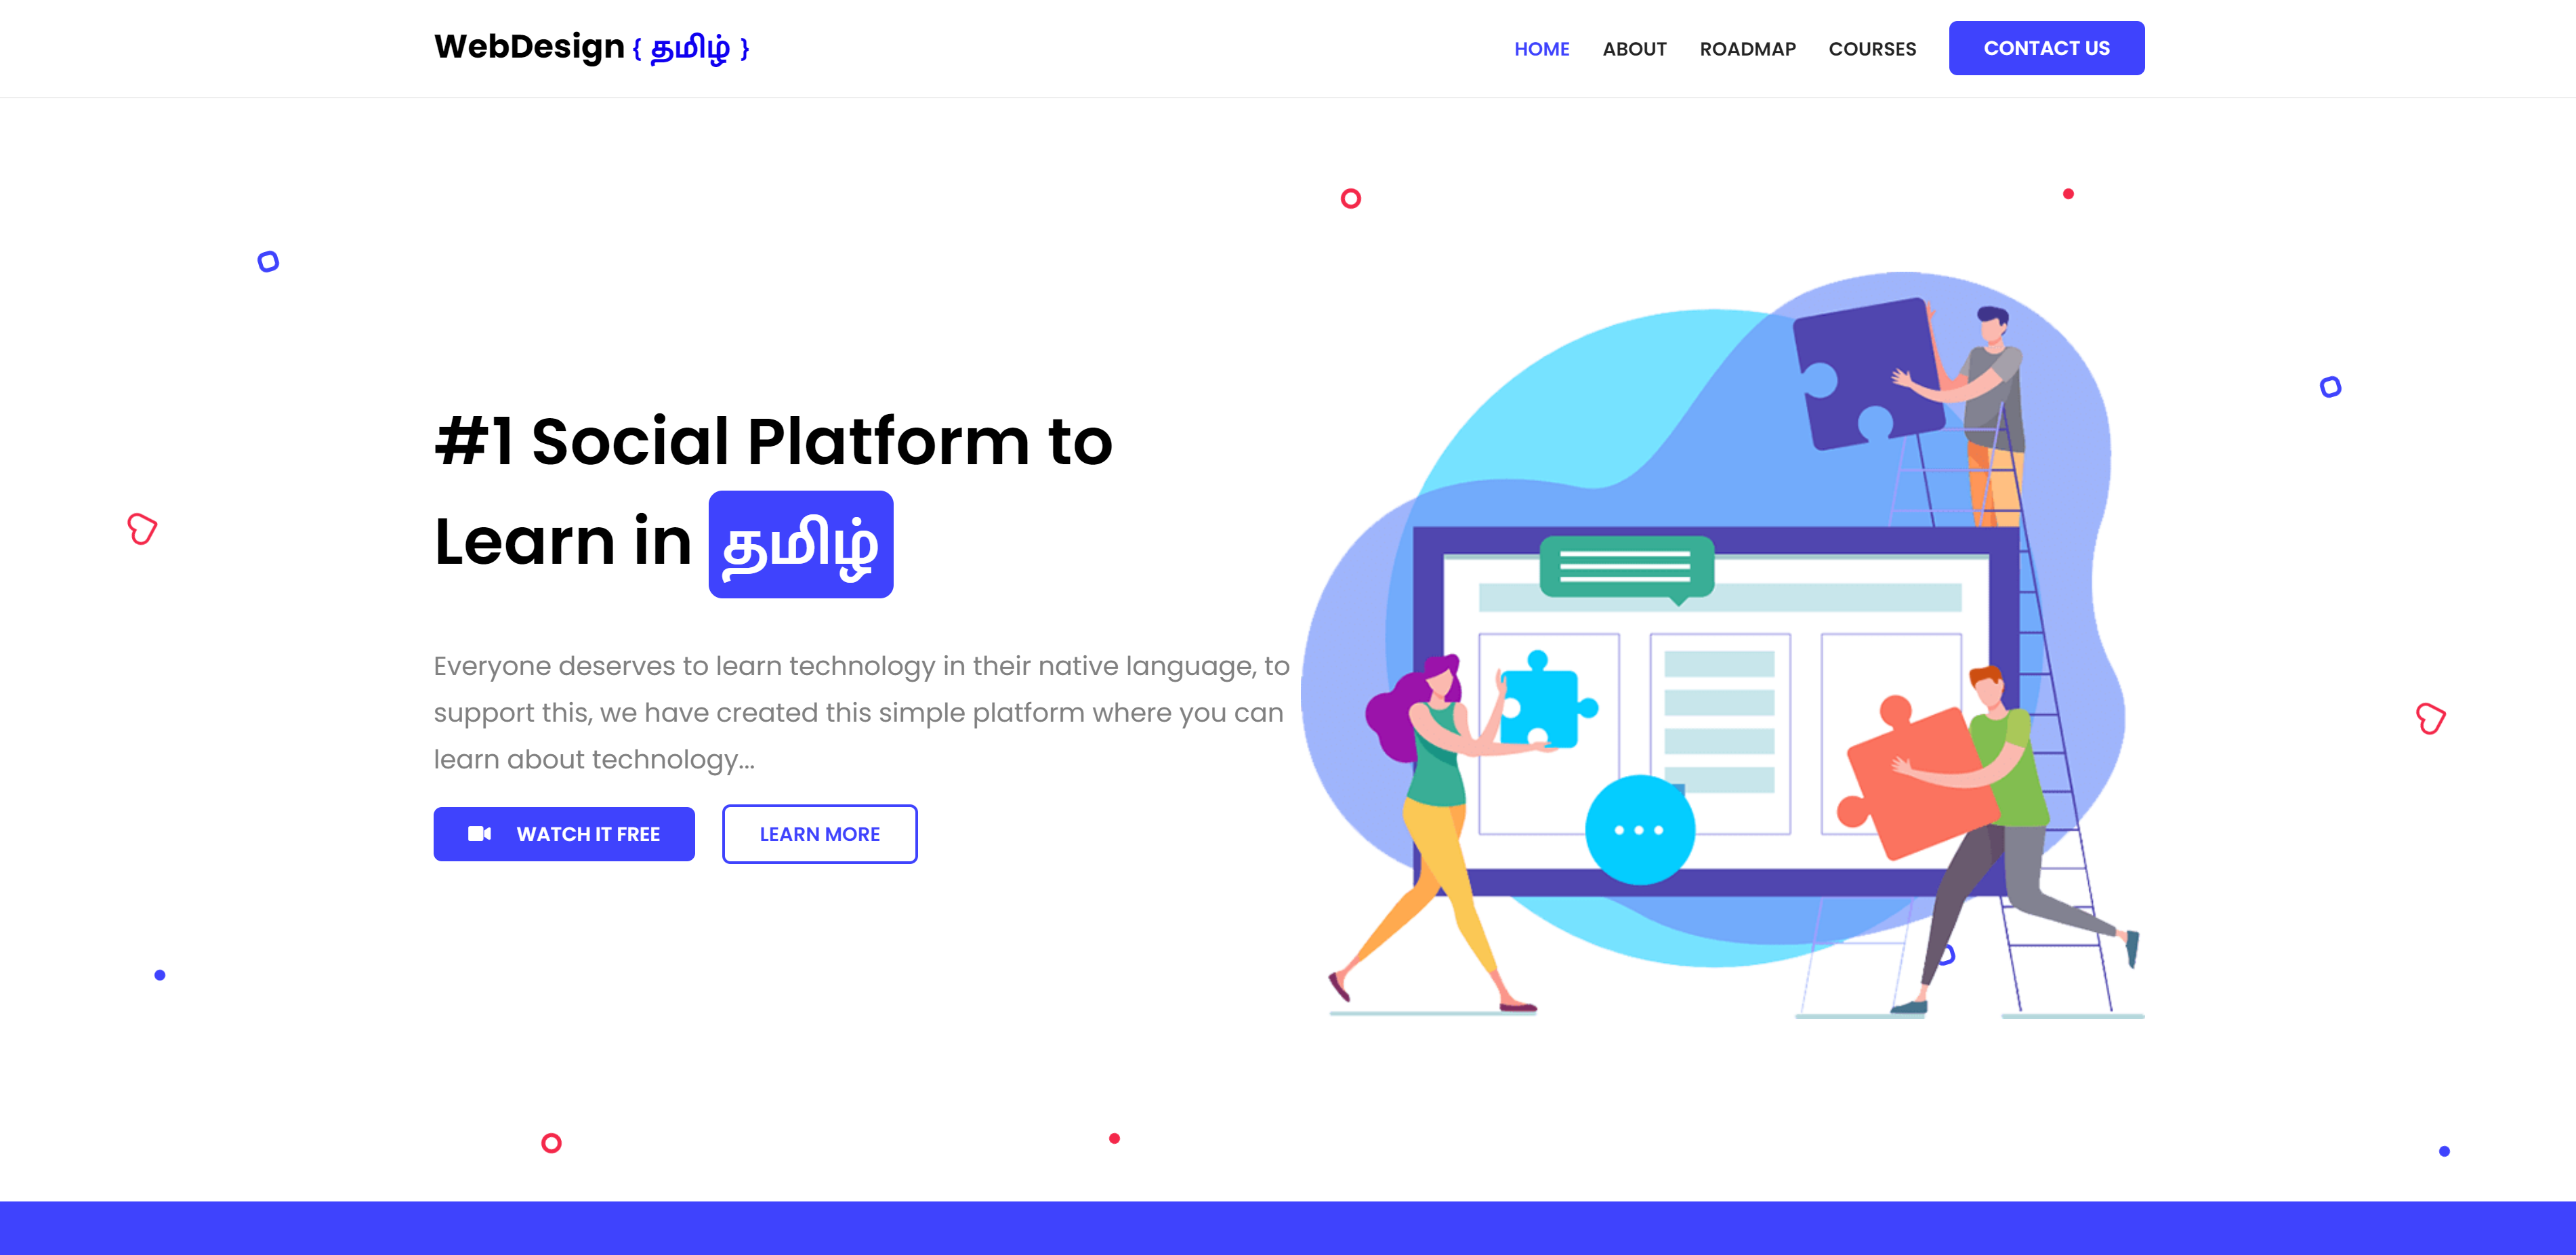 WebDesign { தமிழ் }
HOME ABOUT ROADMAP COURSES CONTACT US
#1 Social Platform to
Learn in தமிழ்
Everyone deserves to learn technology in their native language, to
support this, we have created this simple platform where you can
learn about technology...
WATCH IT FREE LEARN MORE